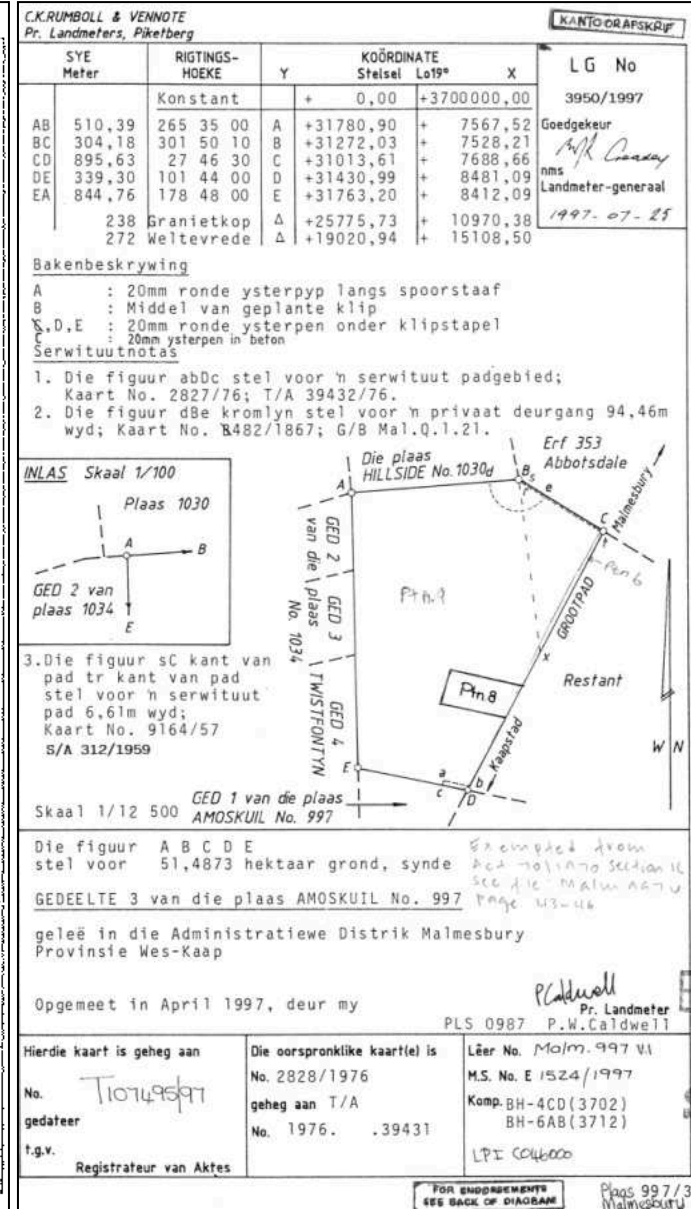 C.K.RUMBOLL & VENNOTE
Pr. Landmeters, Piketberg
KANTOORAFSKRIF
SYE Meter RIGTINGS-HOEKE Y KOÖRDINATE Stelsel Lo19° X
Konstant + 0,00 +3700000,00
AB 510,39 265 35 00 A +31780,90 + 7567,52
BC 304,18 301 50 10 B +31272,03 + 7528,21
CD 895,63 27 46 30 C +31013,61 + 7688,66
DE 339,30 101 44 00 D +31430,99 + 8481,09
EA 844,76 178 48 00 E +31763,20 + 8412,09
238 Granietkop Δ +25775,73 + 10970,38
272 Weltevrede Δ +19020,94 + 15108,50
LG No
3950/1997
Goedgekeur
nms
Landmeter-generaal
1997-07-25
Bakenbeskrywing
A : 20mm ronde ysterpyp langs spoorstaaf
B : Middel van geplante klip
C,D,E : 20mm ronde ysterpen onder klipstapel
C : 20mm ysterpen in beton
Serwituutnotas
1. Die figuur abDc stel voor 'n serwituut padgebied;
Kaart No. 2827/76; T/A 39432/76.
2. Die figuur dBe kromlyn stel voor 'n privaat deurgang 94,46m
wyd; Kaart No. 8482/1867; G/B Mal.Q.1.21.
INLAS Skaal 1/100
Plaas 1030
A
B
GED 2 van
plaas 1034
E
Die plaas
HILLSIDE No. 1030
Erf 353
Abbotsdale
Malmesbury
A
d
B
s
e
C
t
GED 2
van die plaas
GED 3
No. 1034
GED 4
TWISTFONTYN
Ptn.9
Ptn 6
GROOTPAD
x
Restant
Ptn.8
Kaapstad
W N
E
a
b
c
D
3.Die figuur sC kant van
pad tr kant van pad
stel voor 'n serwituut
pad 6,61m wyd;
Kaart No. 9164/57
S/A 312/1959
GED 1 van die plaas
AMOSKUIL No. 997
Skaal 1/12 500
Die figuur A B C D E
stel voor 51,4873 hektaar grond, synde
Exempted from
Act 70/1970 Section
See file Malm
Page 43-46
GEDEELTE 3 van die plaas AMOSKUIL No. 997
geleë in die Administratiewe Distrik Malmesbury
Provinsie Wes-Kaap
PCaldwell
Opgemeet in April 1997, deur my
Pr. Landmeter
PLS 0987 P.W.Caldwell
Hierdie kaart is geheg aan
No. T107495/97
gedateer
t.g.v.
Registrateur van Aktes
Die oorspronklike kaart(e) is
No. 2828/1976
geheg aan T/A
No. 1976. .39431
Lêer No. Malm. 997 V.1
M.S. No. E 1524/1997
Komp. BH-4CD(3702)
BH-6AB(3712)
LPI C046000
FOR ENDORSEMENTS
SEE BACK OF DIAGRAM
Plaas 997/3
Malmesbury